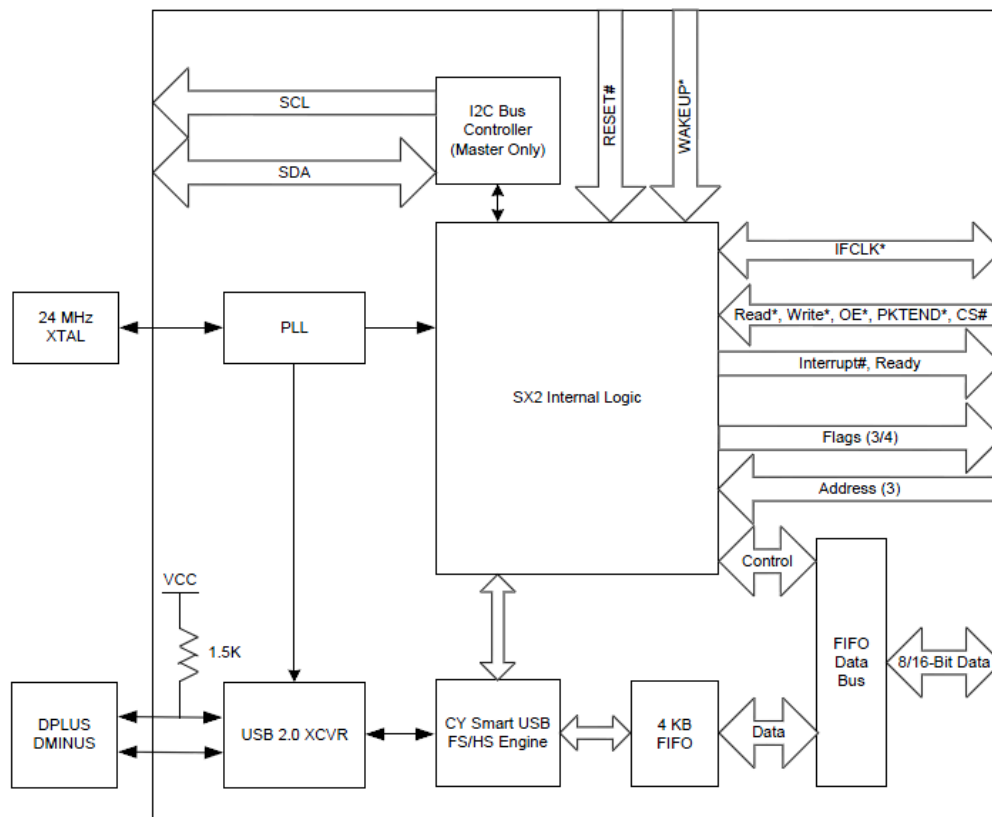 RESET#
WAKEUP*
SCL
I2C Bus
Controller
(Master Only)
SDA
IFCLK*
24 MHz
XTAL
PLL
Read*, Write*, OE*, PKTEND*, CS#
Interrupt#, Ready
SX2 Internal Logic
Flags (3/4)
Address (3)
Control
VCC
1.5K
FIFO
Data
Bus
8/16-Bit Data
DPLUS
DMINUS
USB 2.0 XCVR
CY Smart USB
FS/HS Engine
4 KB
FIFO
Data